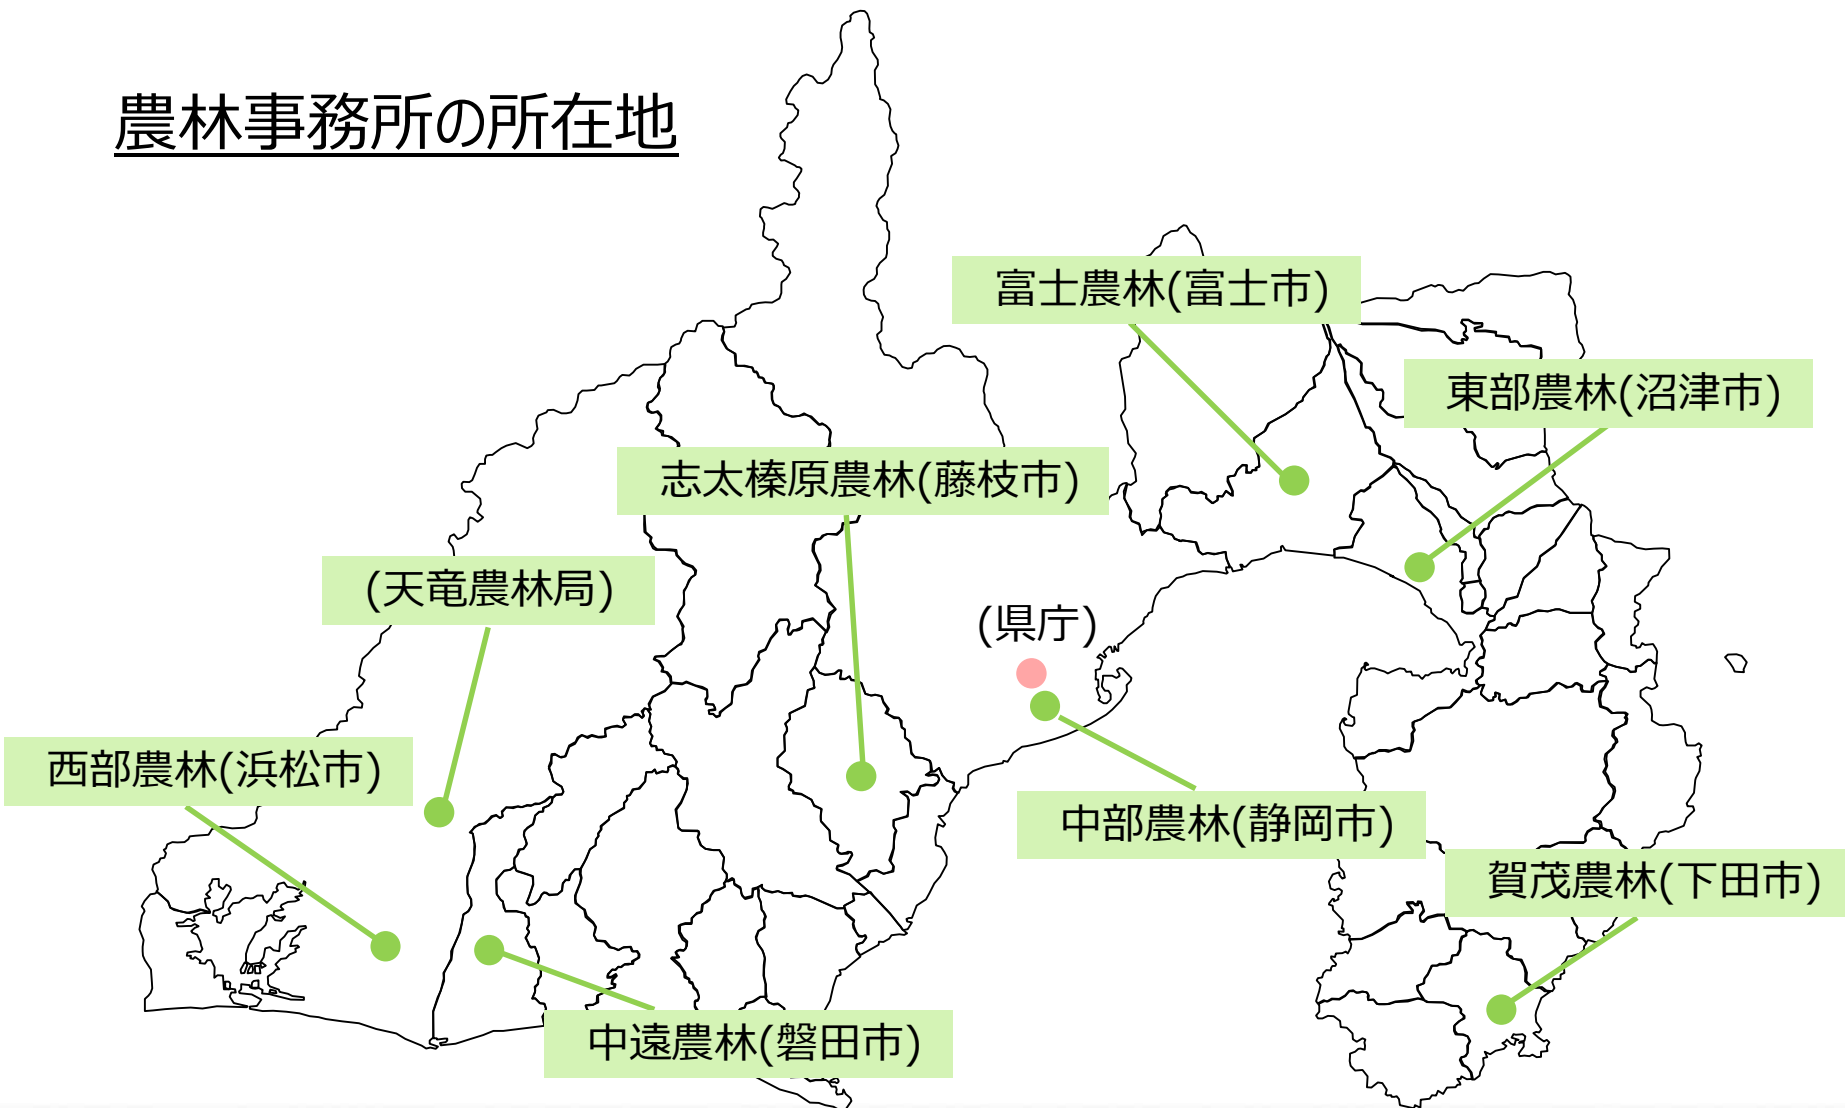 農林事務所の所在地
富士農林(富士市)
東部農林(沼津市)
志太榛原農林(藤枝市)
(天竜農林局)
(県庁)
西部農林(浜松市)
中部農林(静岡市)
賀茂農林(下田市)
中遠農林(磐田市)